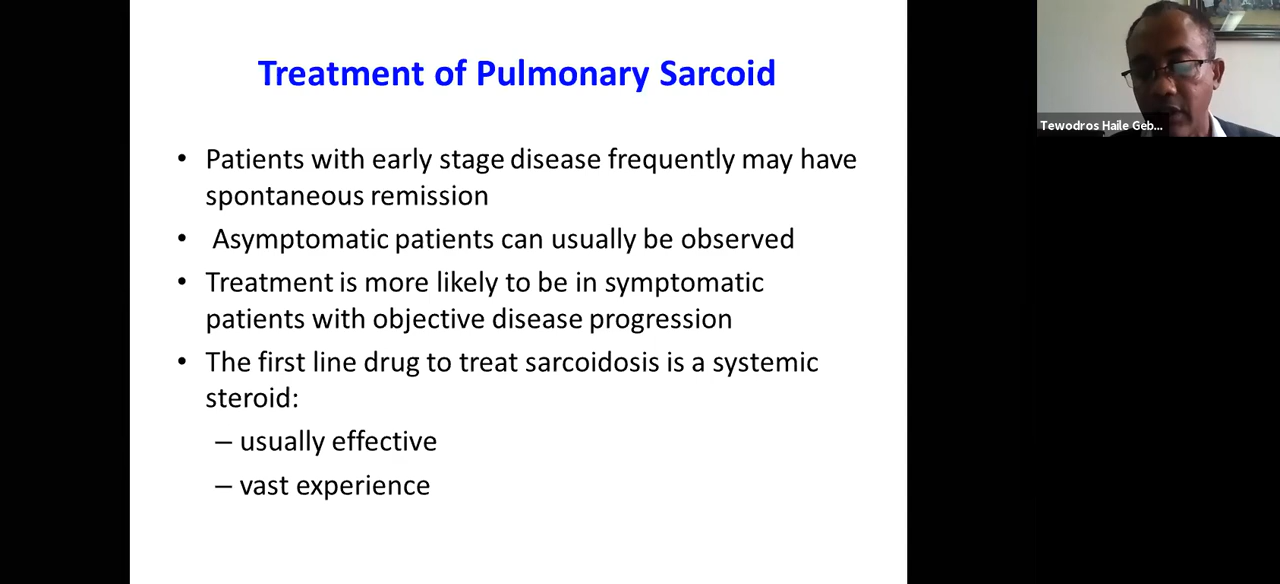 Treatment of Pulmonary Sarcoid
• Patients with early stage disease frequently may have
spontaneous remission
• Asymptomatic patients can usually be observed
• Treatment is more likely to be in symptomatic
patients with objective disease progression
• The first line drug to treat sarcoidosis is a systemic
steroid:
– usually effective
– vast experience
Tewodros Haile Geb...